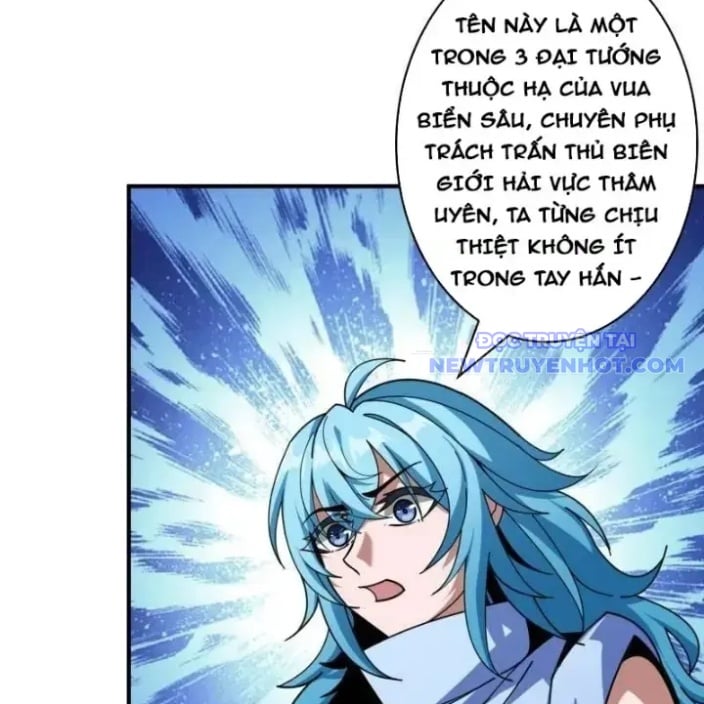 TÊN NÀY LÀ MỘT
TRONG 3 ĐẠI TƯỚNG
THUỘC HẠ CỦA VUA
BIỂN SÂU, CHUYÊN PHỤ
TRÁCH TRẤN THỦ BIÊN
GIỚI HẢI VỰC THÂM
UYÊN, TA TỪNG CHỊU
THIỆT KHÔNG ÍT
TRONG TAY HẮN -
ĐỌC TRUYỆN TẠI
NEWTRUYENHOT.COM